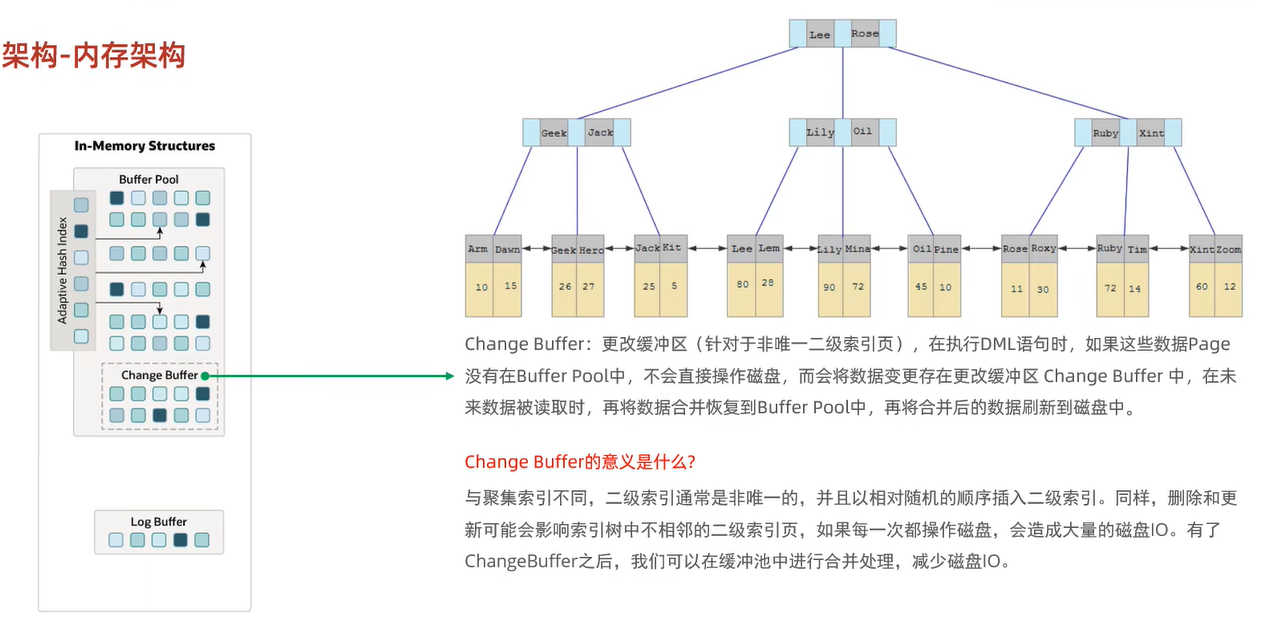 架构-内存架构
In-Memory Structures
Buffer Pool
Adaptive Hash Index
Change Buffer
Log Buffer
Lee Rose
Geek Jack
Lily Oil
Ruby Xint
Arm Dawn Geek Hero Jack Kit Lee Lem Lily Mina Oil Pine Rose Roxy Ruby Tim Xint Zoom
10 15 26 27 25 5 80 28 90 72 45 10 11 30 72 14 60 12
Change Buffer：更改缓冲区（针对于非唯一二级索引页），在执行DML语句时，如果这些数据Page
没有在Buffer Pool中，不会直接操作磁盘，而会将数据变更存在更改缓冲区 Change Buffer 中，在未
来数据被读取时，再将数据合并恢复到Buffer Pool中，再将合并后的数据刷新到磁盘中。
Change Buffer的意义是什么?
与聚集索引不同，二级索引通常是非唯一的，并且以相对随机的顺序插入二级索引。同样，删除和更
新可能会影响索引树中不相邻的二级索引页，如果每一次都操作磁盘，会造成大量的磁盘IO。有了
ChangeBuffer之后，我们可以在缓冲池中进行合并处理，减少磁盘IO。